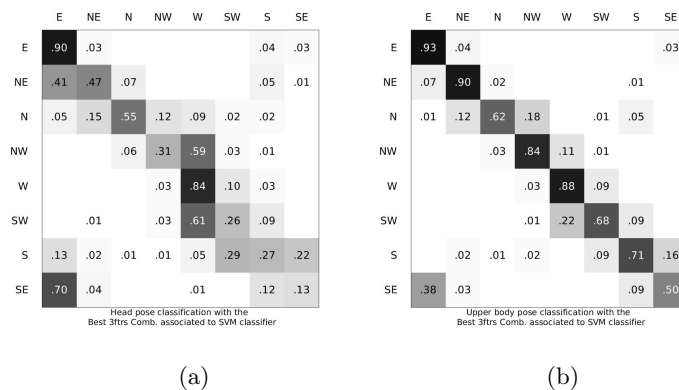 E NE N NW W SW S SE
E .90 .03 .04 .03
NE .41 .47 .07 .05 .01
N .05 .15 .55 .12 .09 .02 .02
NW .06 .31 .59 .03 .01
W .03 .84 .10 .03
SW .01 .03 .61 .26 .09
S .13 .02 .01 .01 .05 .29 .27 .22
SE .70 .04 .01 .12 .13
Head pose classification with the
Best 3ftrs Comb. associated to SVM classifier
(a)
E NE N NW W SW S SE
E .93 .04 .03
NE .07 .90 .02 .01
N .01 .12 .62 .18 .01 .05
NW .03 .84 .11 .01
W .03 .88 .09
SW .01 .22 .68 .09
S .02 .01 .02 .09 .71 .16
SE .38 .03 .09 .50
Upper body pose classification with the
Best 3ftrs Comb. associated to SVM classifier
(b)